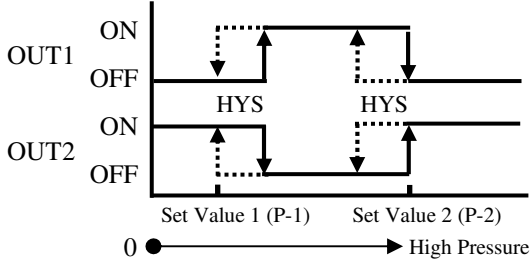 ON
OUT1
OFF
HYS HYS
ON
OUT2
OFF
Set Value 1 (P-1) Set Value 2 (P-2)
0 High Pressure